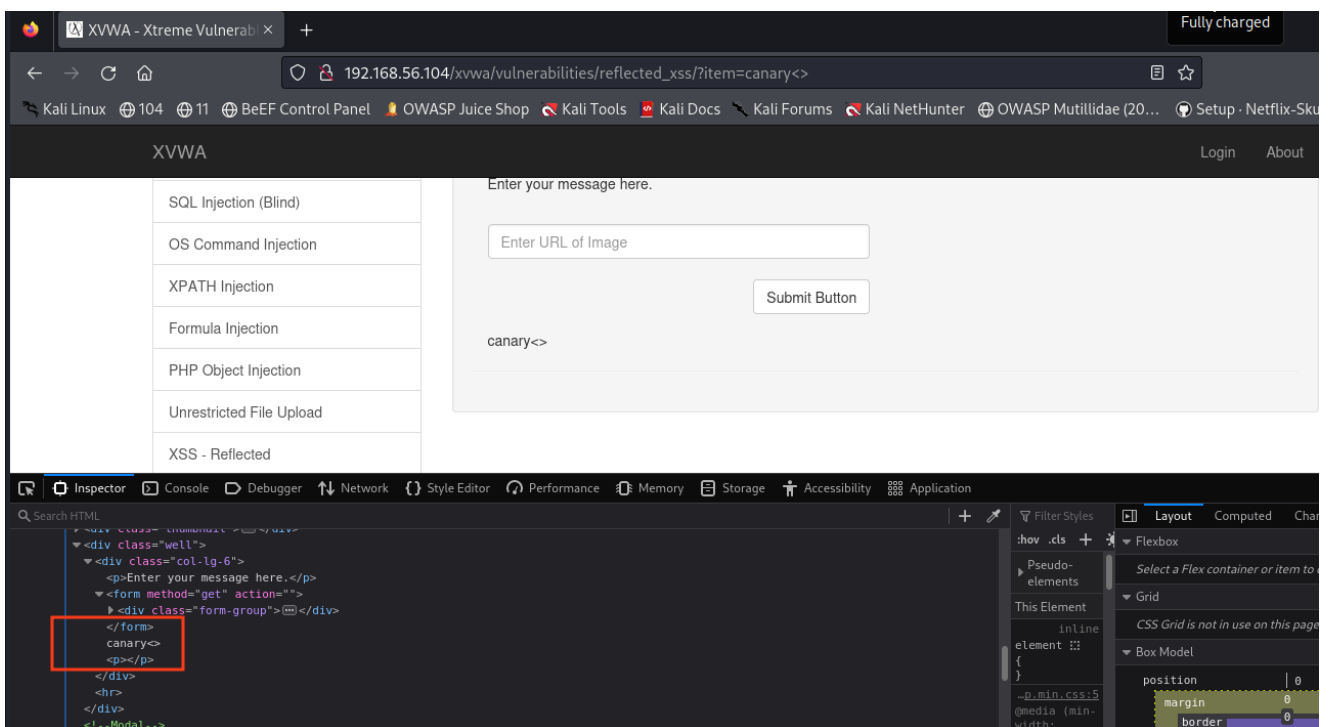 Fully charged
XVWA - Xtreme Vulnerabl
192.168.56.104/xvwa/vulnerabilities/reflected_xss/?item=canary<>
Kali Linux 104 11 BeEF Control Panel OWASP Juice Shop Kali Tools Kali Docs Kali Forums Kali NetHunter OWASP Mutillidae (20... Setup · Netflix-Sku
XVWA Login About
Enter your message here.
SQL Injection (Blind)
OS Command Injection
XPATH Injection
Formula Injection
PHP Object Injection
Unrestricted File Upload
XSS - Reflected
Enter URL of Image
Submit Button
canary<>
Inspector Console Debugger Network {} Style Editor Performance Memory Storage Accessibility Application
Search HTML
<div class="well">
<div class="col-lg-6">
<p>Enter your message here.</p>
<form method="get" action="">
<div class="form-group"></div>
</form>
canary<>
<p></p>
</div>
<hr>
</div>
<!--Modal-->
Filter Styles
:hov .cls +
Pseudo-
elements
This Element
inline
element
{
}
…p.min.css:5
@media (min-
width:
Layout Computed Chan
Flexbox
Select a Flex container or item to
Grid
CSS Grid is not in use on this page
Box Model
position 0
margin 0
border 0